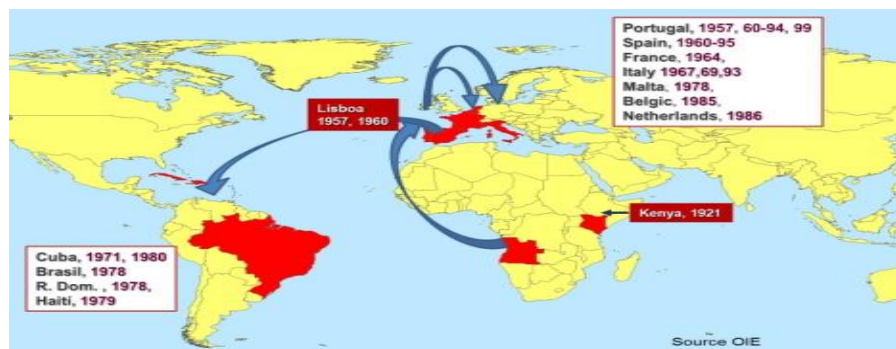 Portugal, 1957, 60-94, 99
Spain, 1960-95
France, 1964,
Italy 1967,69,93
Malta, 1978,
Belgic, 1985,
Netherlands, 1986
Lisboa
1957, 1960
Kenya, 1921
Cuba, 1971, 1980
Brasil, 1978
R. Dom. , 1978,
Haití, 1979
Source OIE